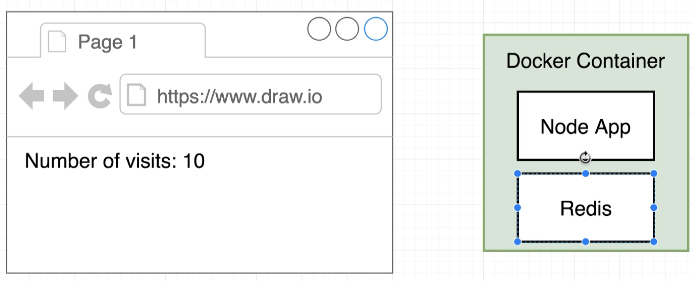 Page 1
https://www.draw.io
Number of visits: 10
Docker Container
Node App
Redis